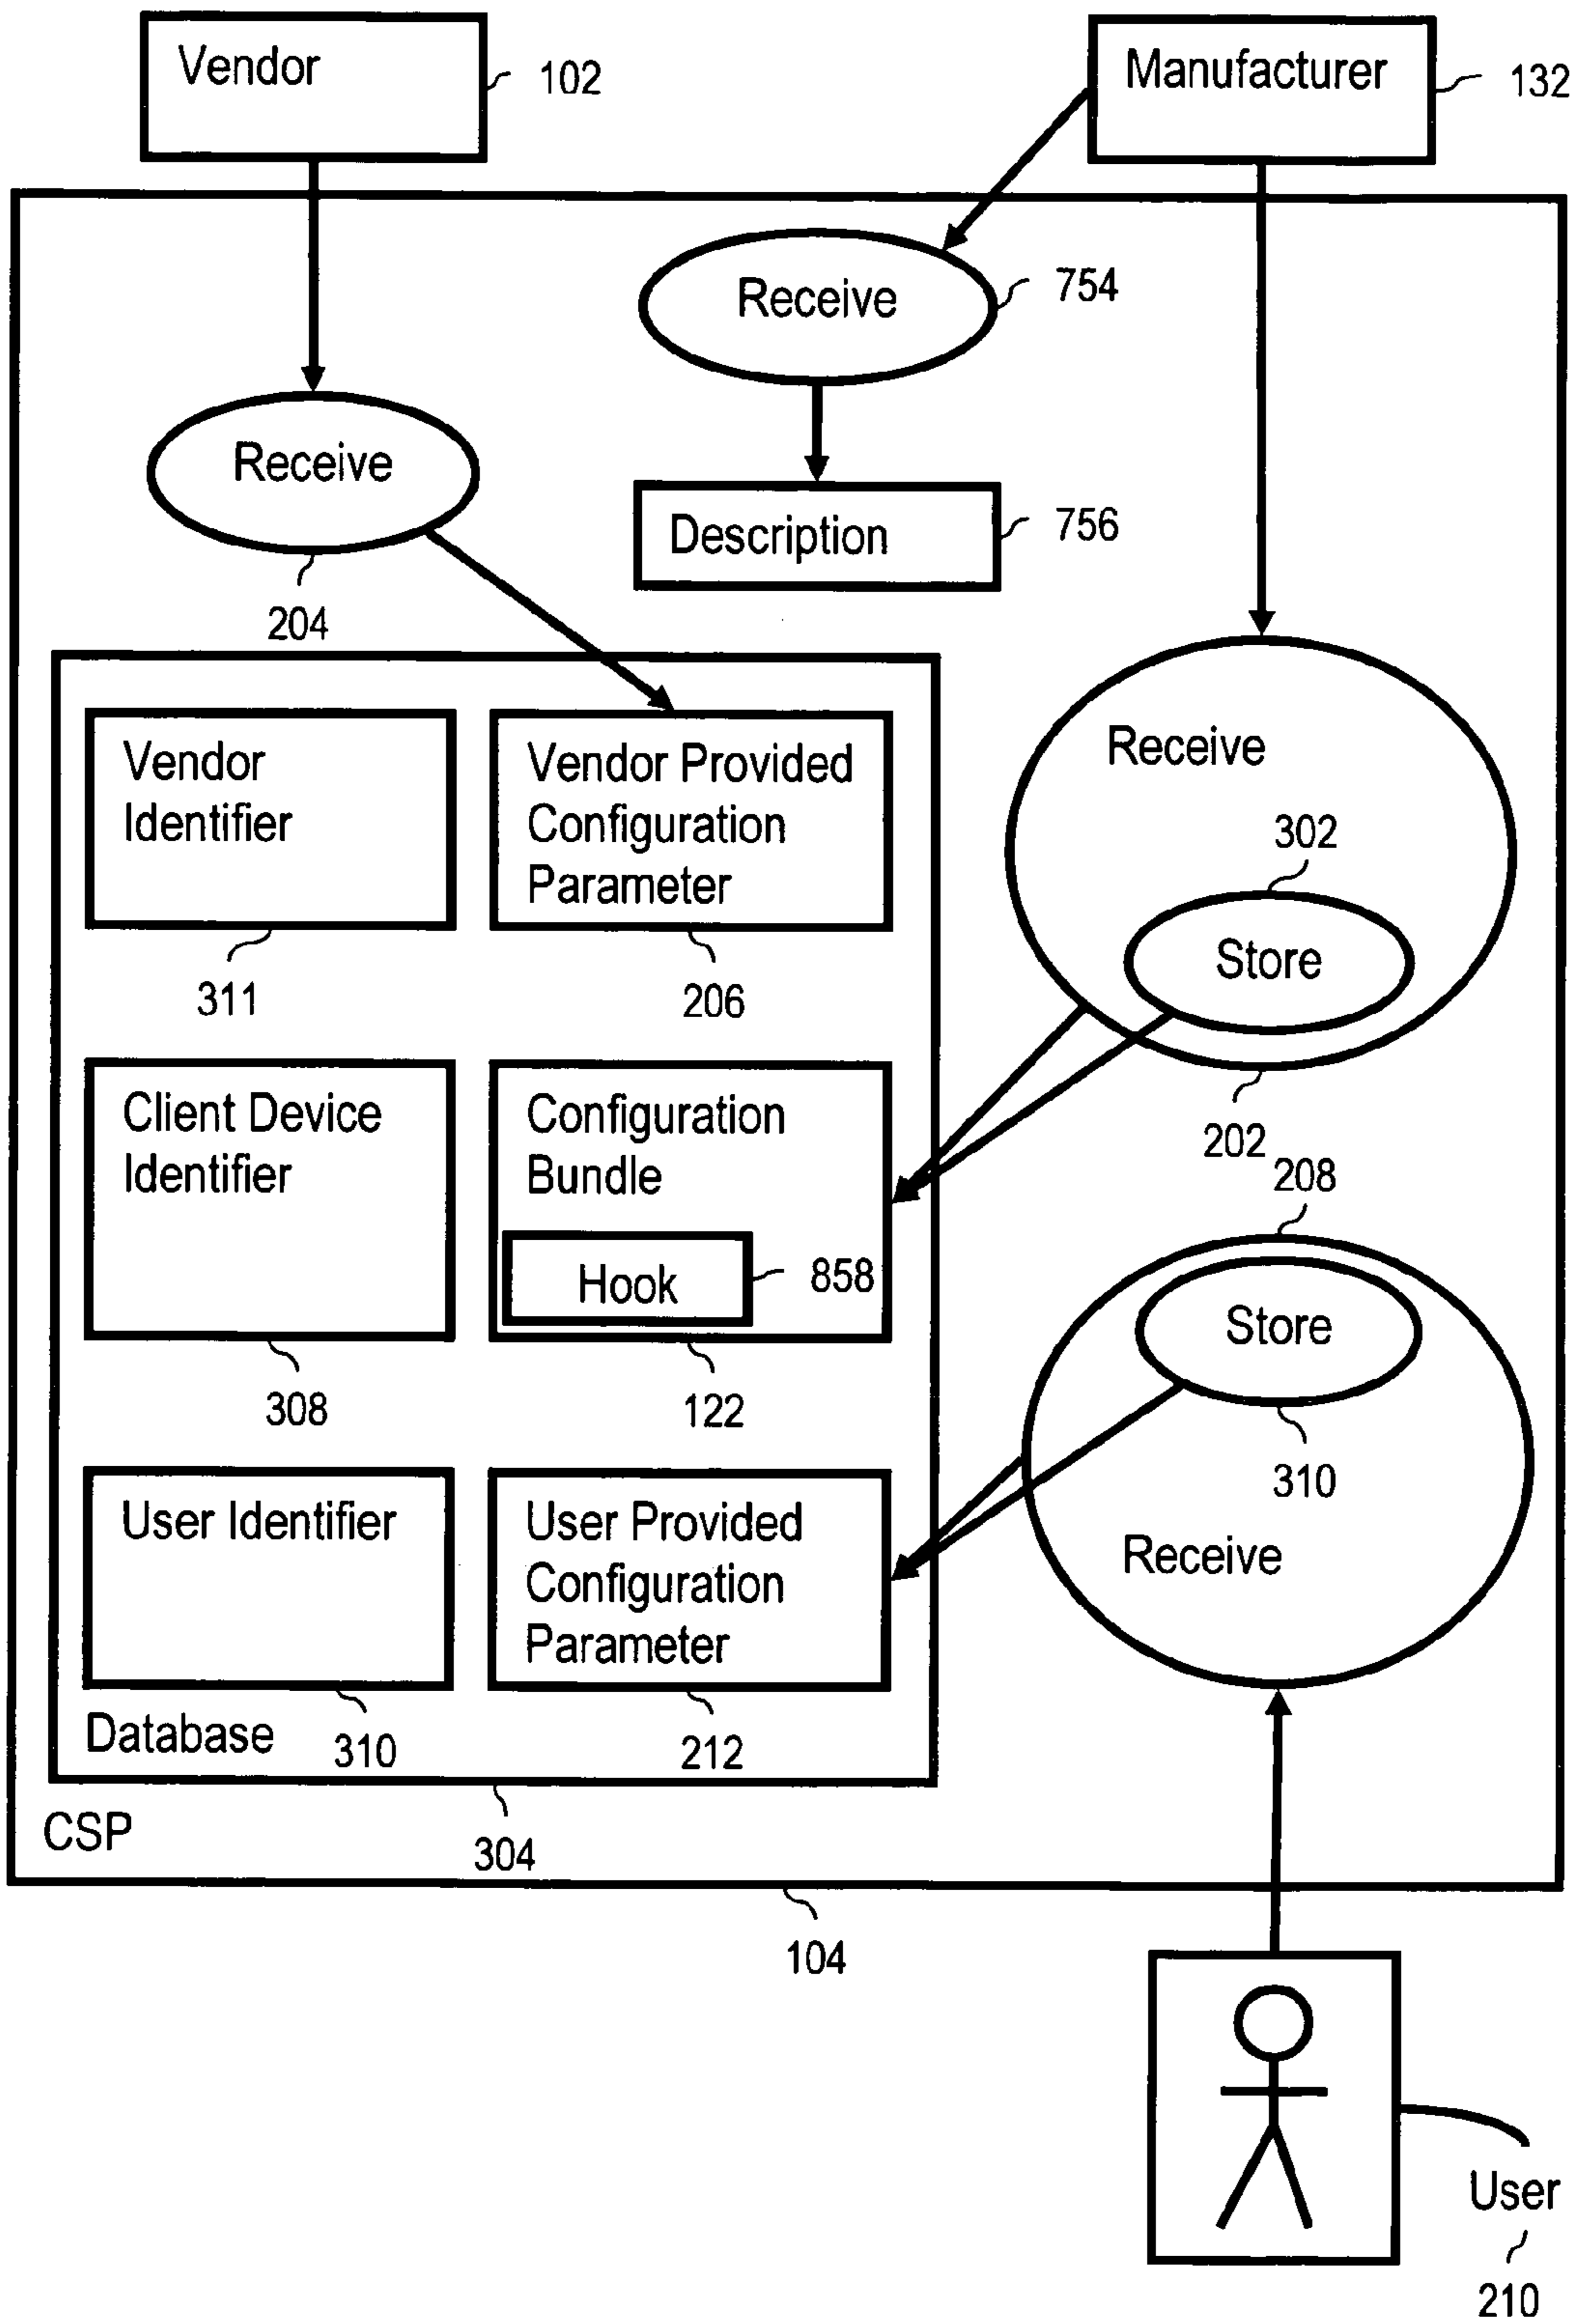 Vendor
102
Manufacturer
132
Receive
754
Receive
204
Description
756
Vendor
Identifier
311
Vendor Provided
Configuration
Parameter
206
Receive
302
Store
202
Client Device
Identifier
308
Configuration
Bundle
Hook
858
122
208
Store
310
Receive
User Identifier
310
User Provided
Configuration
Parameter
212
Database
304
CSP
104
User
210